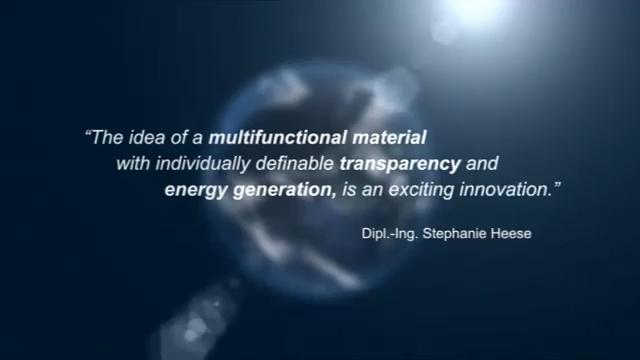 “The idea of a multifunctional material
with individually definable transparency and
energy generation, is an exciting innovation.”
Dipl.-Ing. Stephanie Heese